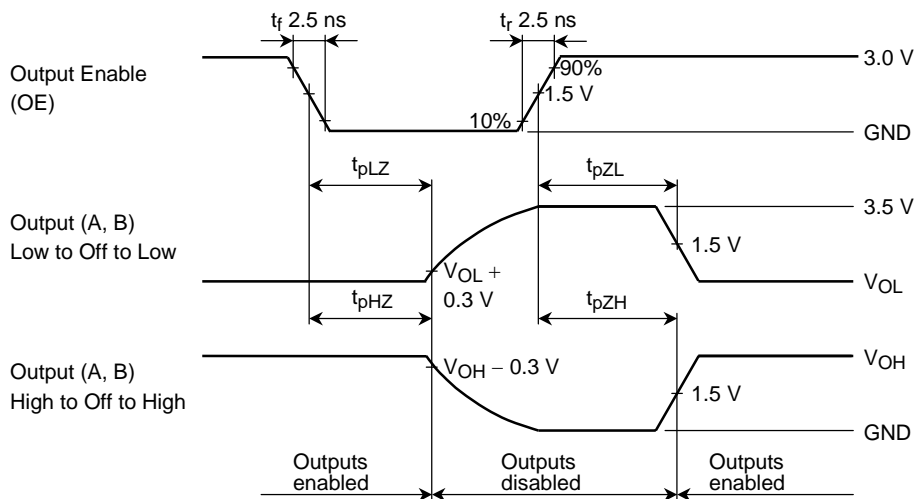 tf 2.5 ns
tr 2.5 ns
Output Enable
(OE)
3.0 V
90%
1.5 V
10%
GND
tpLZ
tpZL
Output (A, B)
Low to Off to Low
3.5 V
1.5 V
VOL +
0.3 V
VOL
tpHZ
tpZH
Output (A, B)
High to Off to High
VOH − 0.3 V
VOH
1.5 V
GND
Outputs
enabled
Outputs
disabled
Outputs
enabled